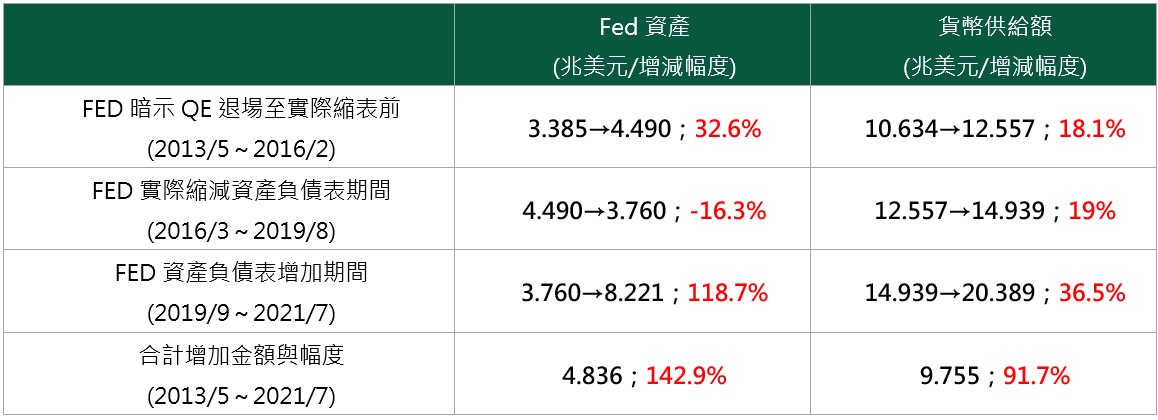 Fed 資產
(兆美元/增減幅度)
貨幣供給額
(兆美元/增減幅度)
FED 暗示 QE 退場至實際縮表前
(2013/5～2016/2)
3.385→4.490；32.6%
10.634→12.557；18.1%
FED 實際縮減資產負債表期間
(2016/3～2019/8)
4.490→3.760；-16.3%
12.557→14.939；19%
FED 資產負債表增加期間
(2019/9～2021/7)
3.760→8.221；118.7%
14.939→20.389；36.5%
合計增加金額與幅度
(2013/5～2021/7)
4.836；142.9%
9.755；91.7%